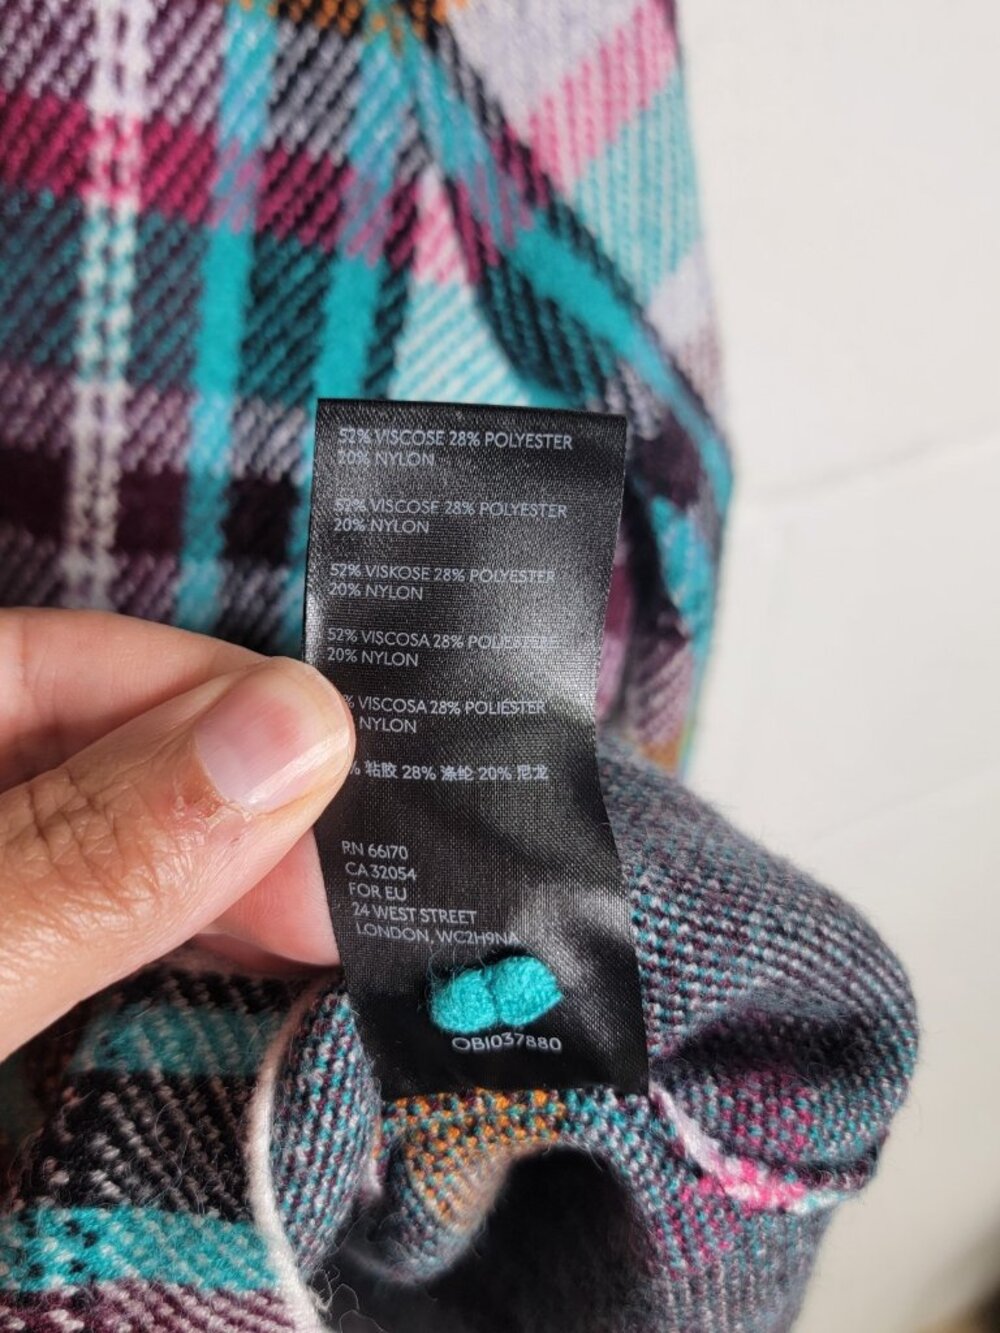 52% VISCOSE 28% POLYESTER
20% NYLON
52% VISCOSE 28% POLYESTER
20% NYLON
52% VISKOSE 28% POLYESTER
20% NYLON
52% VISCOSA 28% POLIESTERE
20% NYLON
% VISCOSA 28% POLIESTER
NYLON
% 粘胶 28% 涤纶 20% 尼龙
RN 66170
CA 32054
FOR EU
24 WEST STREET
LONDON, WC2H9NA
OB1037880